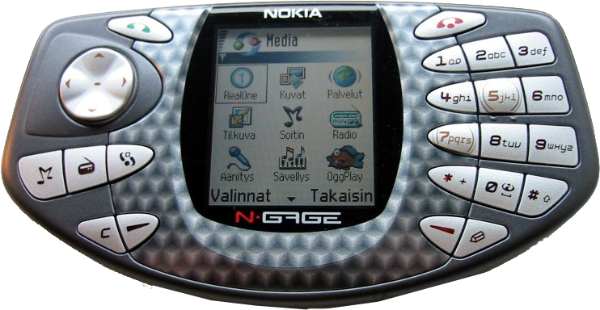 NOKIA
Media
RealOne Kuvat Palvelut
Tilkuva Soitin Radio
Äänitys Sävellys OggPlay
Valinnat Takaisin
N·GAGE
1 ao 2abc 3def
4ghi 5jkl 6mno
7pqrs 8tuv 9wxyz
* + 0 # 
C